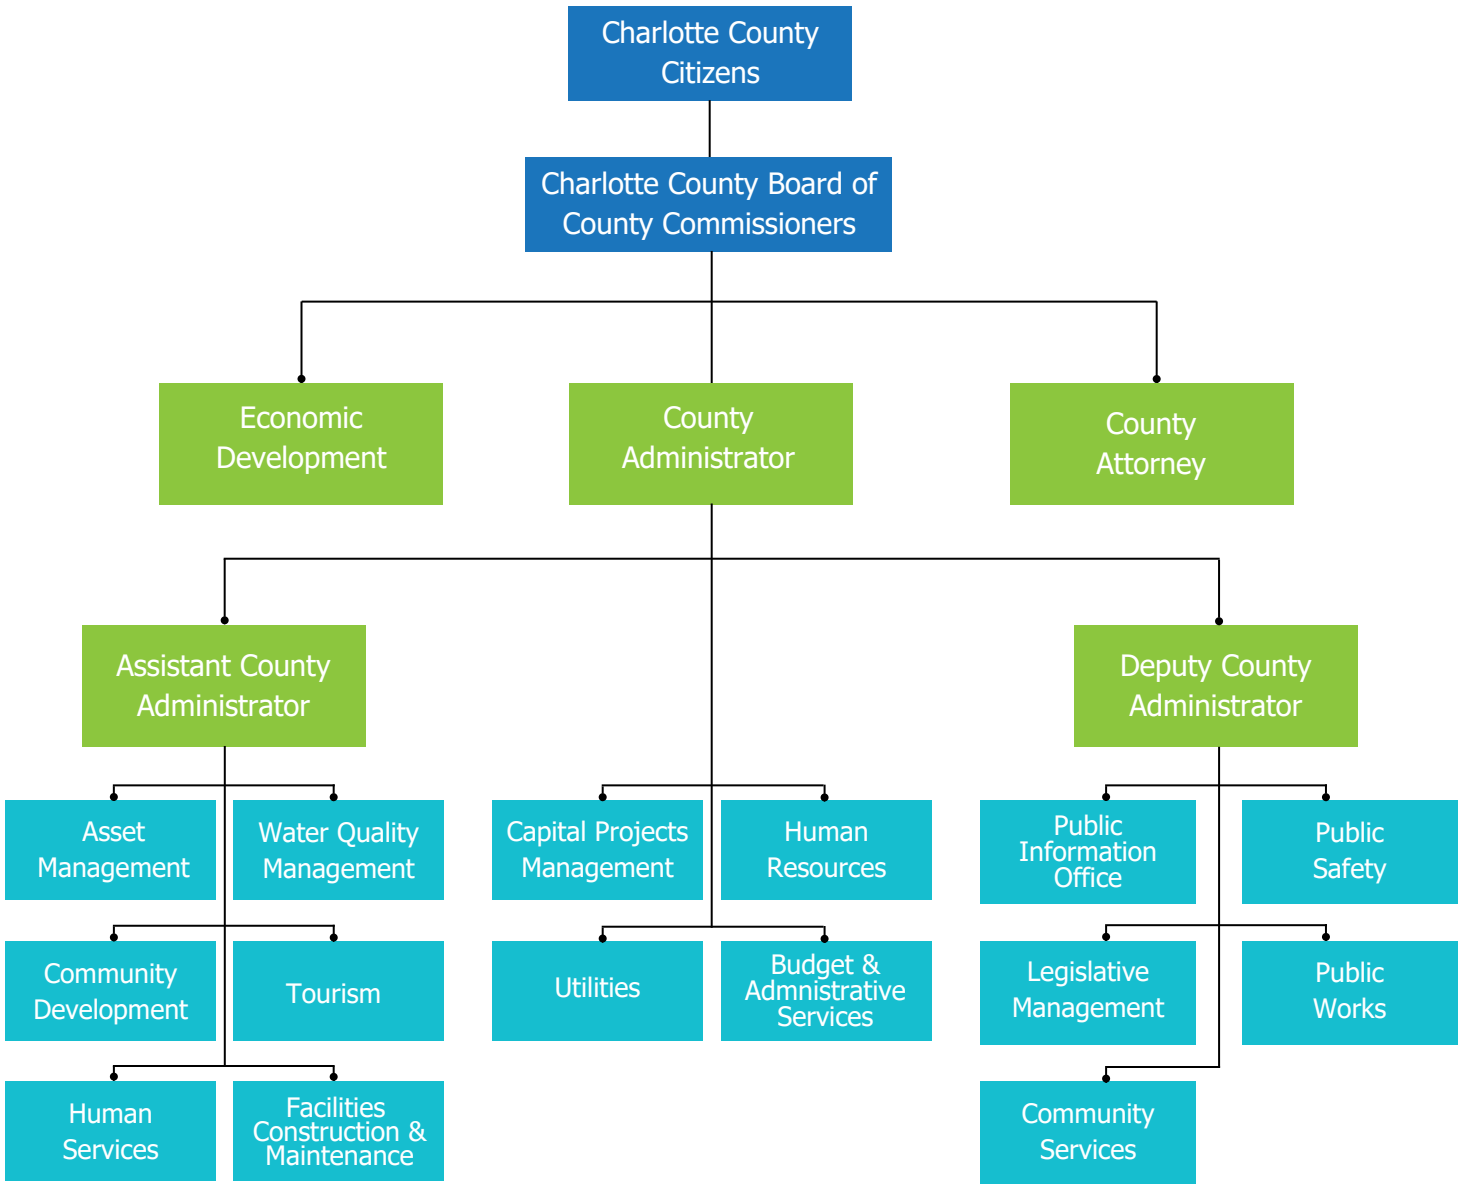 Charlotte County
Citizens
Charlotte County Board of
County Commissioners
Economic
Development
County
Administrator
County
Attorney
Assistant County
Administrator
Deputy County
Administrator
Asset
Management
Water Quality
Management
Capital Projects
Management
Human
Resources
Public
Information
Office
Public
Safety
Community
Development
Tourism
Utilities
Budget &
Admnistrative
Services
Legislative
Management
Public
Works
Human
Services
Facilities
Construction &
Maintenance
Community
Services